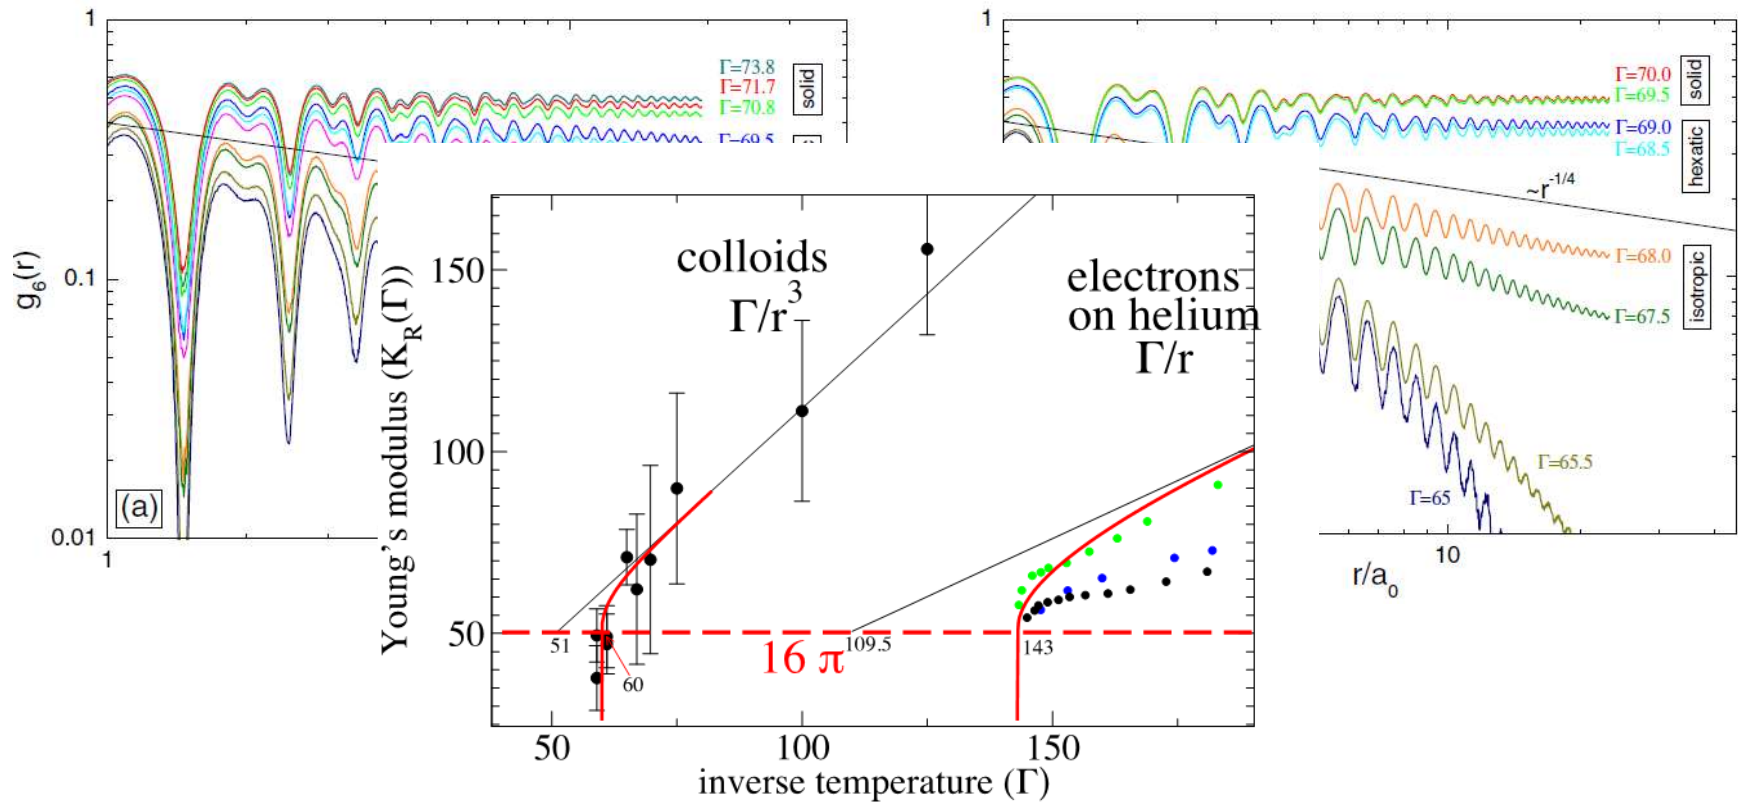 1
0.1
0.01
1
g6(r)
(a)
Γ=73.8
Γ=71.7
Γ=70.8
Γ=69.5
solid
1
Γ=70.0
Γ=69.5
solid
Γ=69.0
Γ=68.5
hexatic
~r-1/4
Γ=68.0
Γ=67.5
isotropic
Γ=65.5
Γ=65
10
r/a0
Young's modulus (KR(Γ))
150
100
50
colloids
Γ/r3
electrons
on helium
Γ/r
51
60
16 π
109.5
143
50
100
150
inverse temperature (Γ)